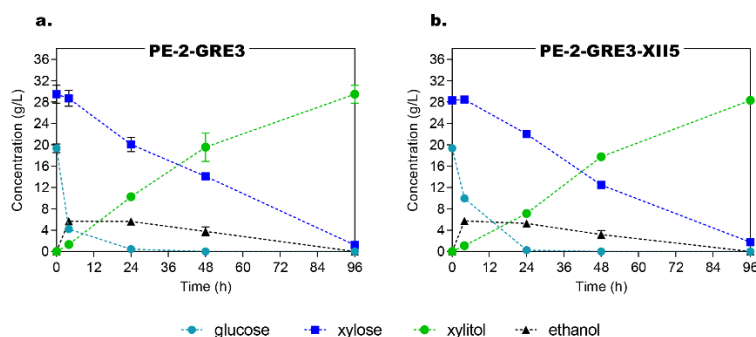 a.
PE-2-GRE3
Concentration (g/L)
36
32
28
24
20
16
12
8
4
0
0 12 24 36 48 60 72 84 96
Time (h)
b.
PE-2-GRE3-XII5
Concentration (g/L)
36
32
28
24
20
16
12
8
4
0
0 12 24 36 48 60 72 84 96
Time (h)
glucose xylose xylitol ethanol